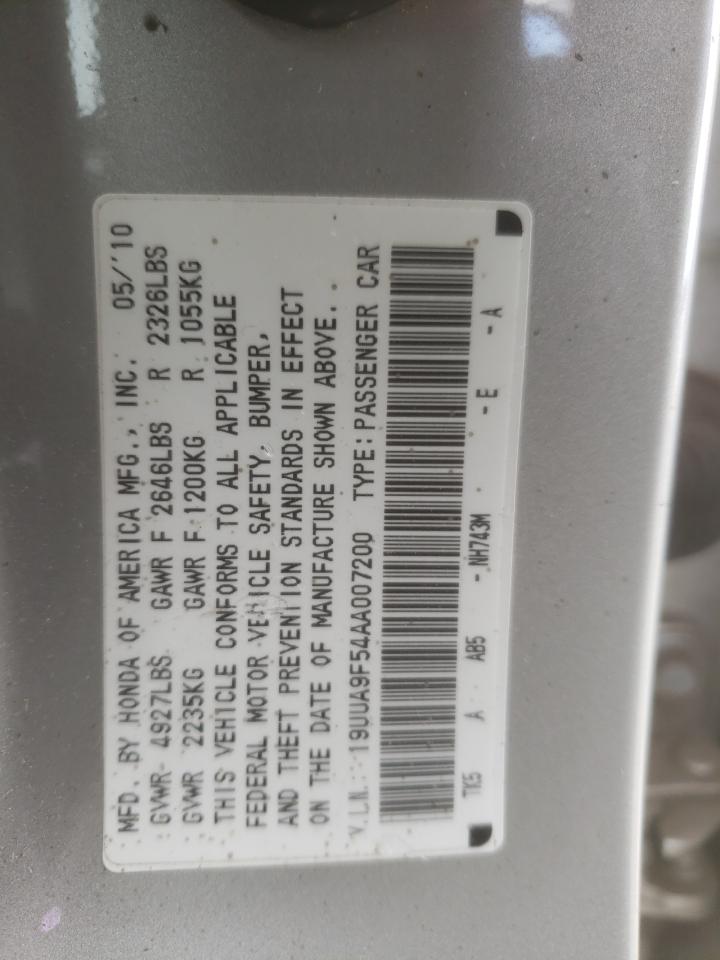 MFD. BY HONDA OF AMERICA MFG., INC. 05/'10
GVWR 4927LBS GAWR F 2646LBS R 2326LBS
GVWR 2235KG GAWR F 1200KG R 1055KG
THIS VEHICLE CONFORMS TO ALL APPLICABLE
FEDERAL MOTOR VEHICLE SAFETY, BUMPER,
AND THEFT PREVENTION STANDARDS IN EFFECT
ON THE DATE OF MANUFACTURE SHOWN ABOVE.
V.I.N.: 19UUA9F54AA007200 TYPE: PASSENGER CAR
TK5 A AB5 - NH743M - E - A